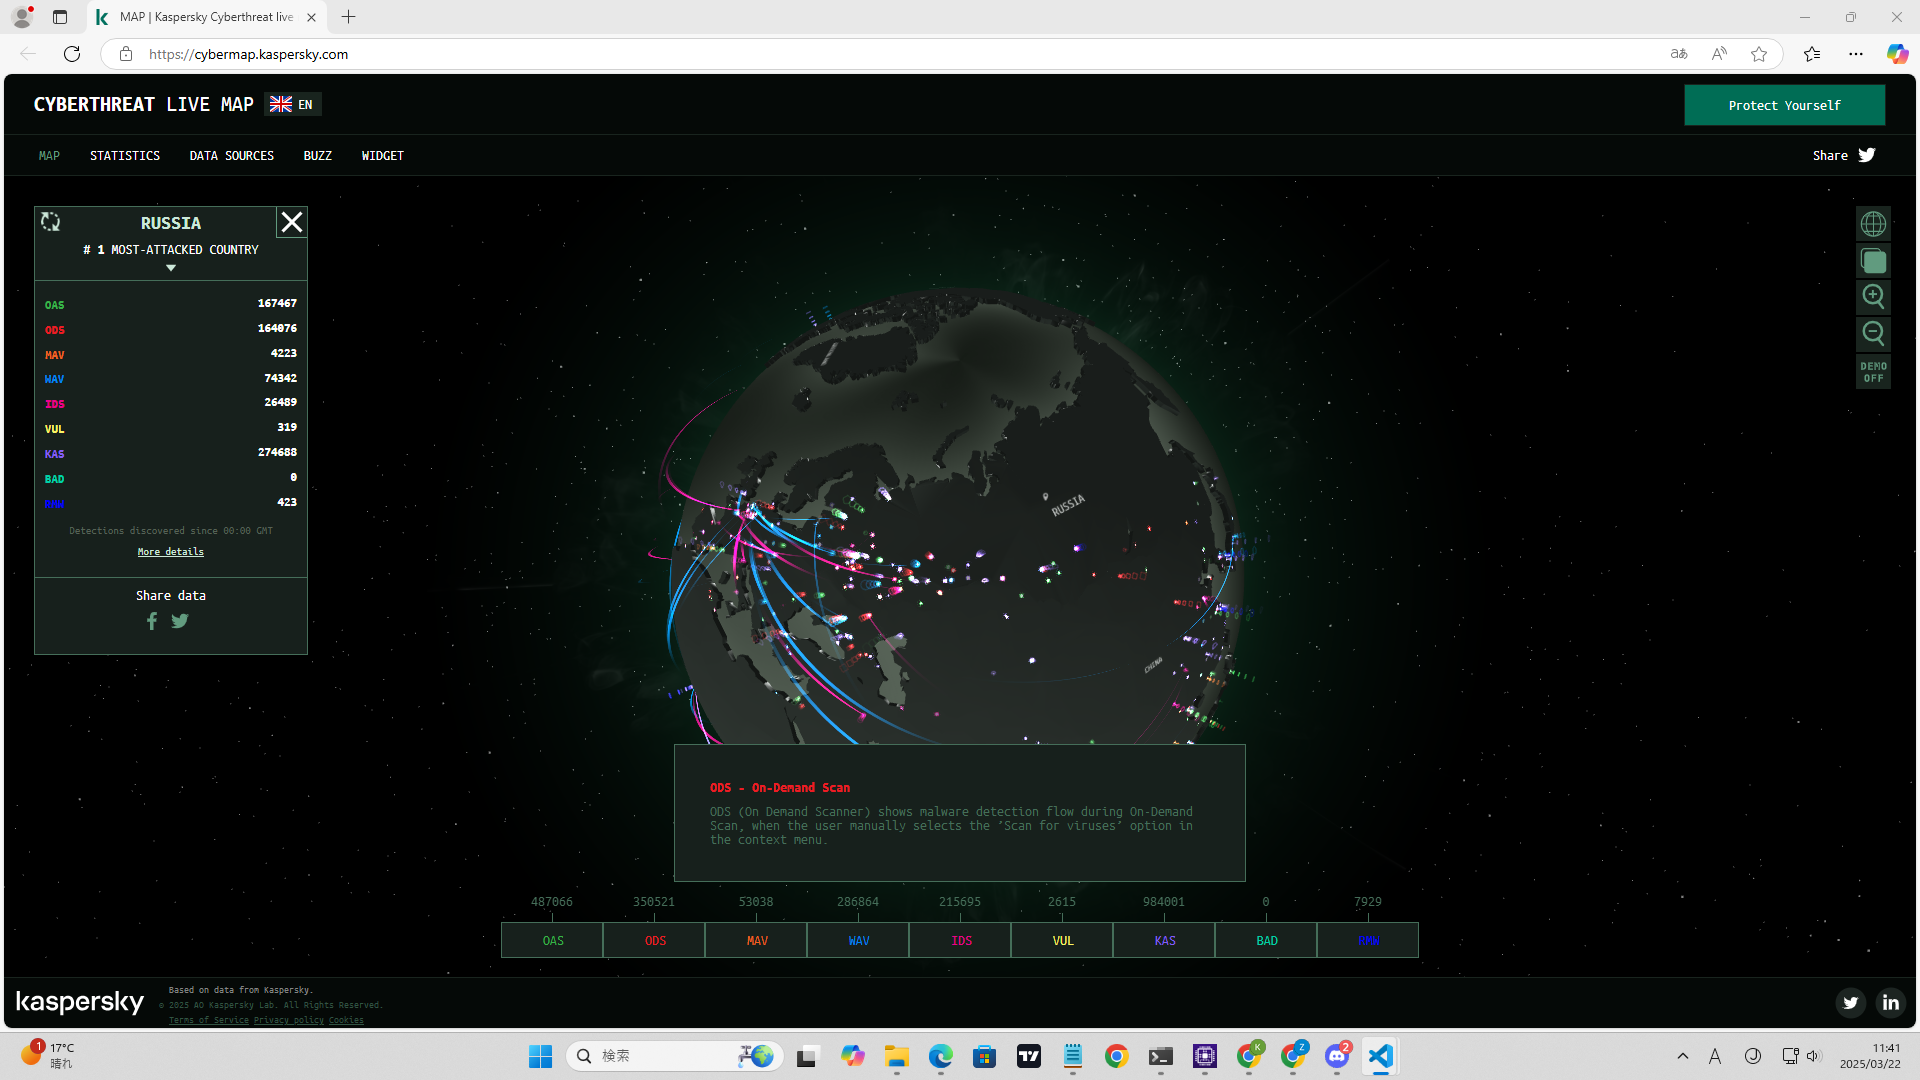 MAP | Kaspersky Cyberthreat live
https://cybermap.kaspersky.com
CYBERTHREAT LIVE MAP EN
Protect Yourself
MAP STATISTICS DATA SOURCES BUZZ WIDGET
Share
RUSSIA
# 1 MOST-ATTACKED COUNTRY
OAS 167467
ODS 164076
MAV 4223
WAV 74342
IDS 26489
VUL 319
KAS 274688
BAD 0
RMW 423
Detections discovered since 00:00 GMT
More details
Share data
DEMO
OFF
RUSSIA
CHINA
ODS - On-Demand Scan
ODS (On Demand Scanner) shows malware detection flow during On-Demand
Scan, when the user manually selects the ‘Scan for viruses’ option in
the context menu.
487066 350521 53038 286864 215695 2615 984001 0 7929
OAS ODS MAV WAV IDS VUL KAS BAD RMW
kaspersky
Based on data from Kaspersky.
© 2025 AO Kaspersky Lab. All Rights Reserved.
Terms of Service Privacy policy Cookies
1
17°C
晴れ
検索
K
Z
2
A
11:41
2025/03/22